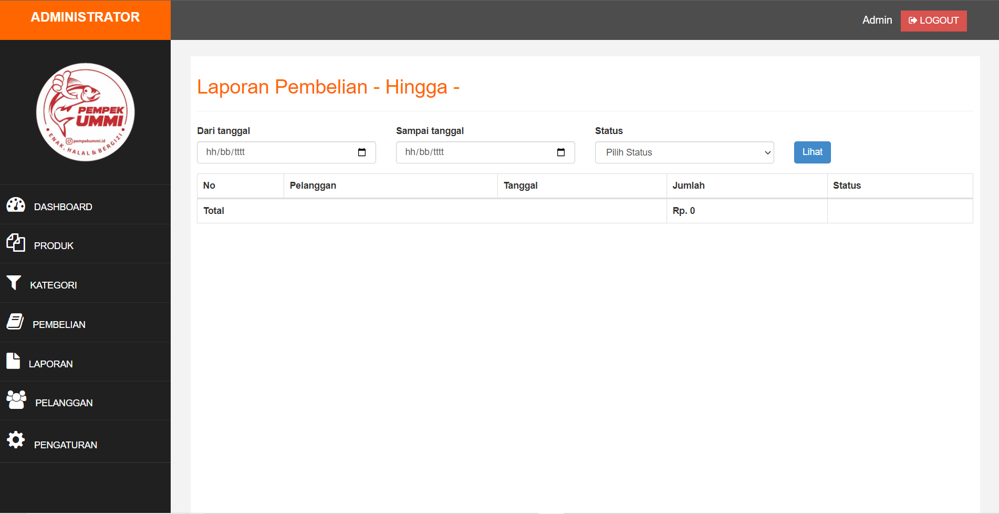 ADMINISTRATOR
Admin
LOGOUT
PEMPEK
UMMI
pempekummi.id
• ENAK, HALAL & BERGIZI •
DASHBOARD
PRODUK
KATEGORI
PEMBELIAN
LAPORAN
PELANGGAN
PENGATURAN
Laporan Pembelian - Hingga -
Dari tanggal Sampai tanggal Status
hh/bb/tttt hh/bb/tttt Pilih Status Lihat
No Pelanggan Tanggal Jumlah Status
Total Rp. 0